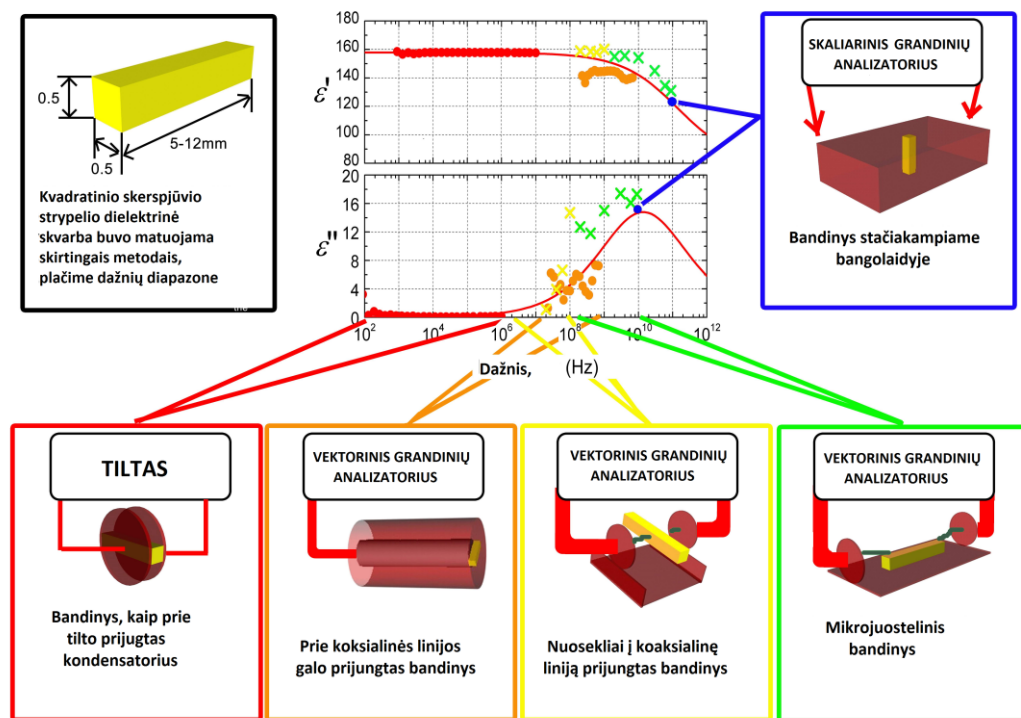 0.5
0.5
5-12mm
Kvadratinio skerspjūvio
strypelio dielektrinė
skvarba buvo matuojama
skirtingais metodais,
plačime dažnių diapazone
ε'
180
160
140
120
100
80
ε"
20
16
12
8
4
0
10² 10⁴ 10⁶ 10⁸ 10¹⁰ 10¹²
Dažnis, (Hz)
SKALIARINIS GRANDINIŲ
ANALIZATORIUS
Bandinys stačiakampiame
bangolaidyje
TILTAS
Bandinys, kaip prie
tilto prijugtas
kondensatorius
VEKTORINIS GRANDINIŲ
ANALIZATORIUS
Prie koksialinės linijos
galo prijungtas bandinys
VEKTORINIS GRANDINIŲ
ANALIZATORIUS
Nuosekliai į koaksialinę
liniją prijungtas bandinys
VEKTORINIS GRANDINIŲ
ANALIZATORIUS
Mikrojuostelinis
bandinys